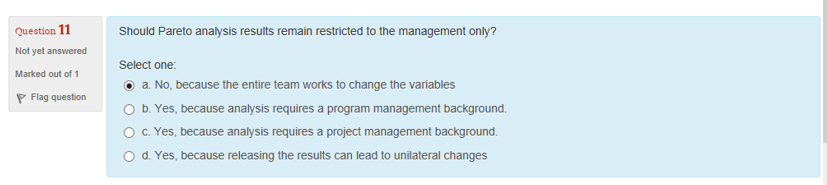 Question 11
Not yet answered
Marked out of 1
Flag question
Should Pareto analysis results remain restricted to the management only?
Select one:
a. No, because the entire team works to change the variables
b. Yes, because analysis requires a program management background.
c. Yes, because analysis requires a project management background.
d. Yes, because releasing the results can lead to unilateral changes